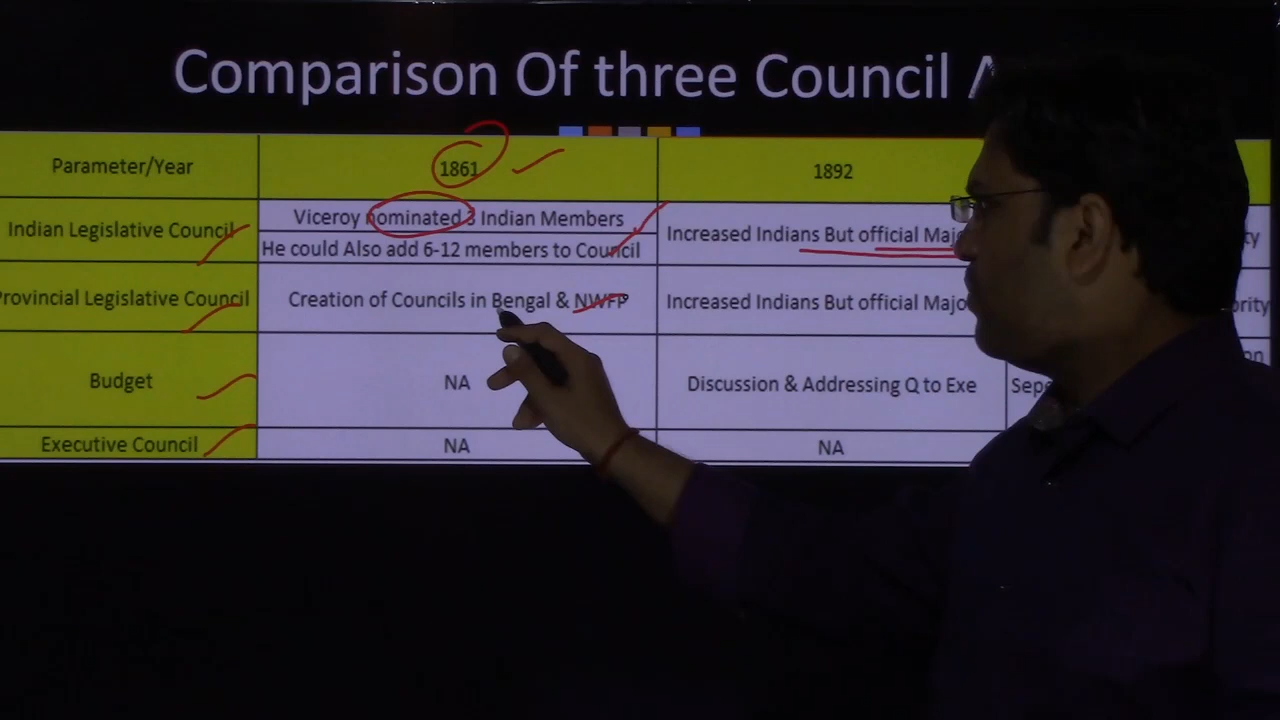 Comparison Of three Council
Parameter/Year 1861 1892
Indian Legislative Council Viceroy nominated 3 Indian Members Increased Indians But official
He could Also add 6-12 members to Council
Provincial Legislative Council Creation of Councils in Bengal & NWFP Increased Indians But official
Budget NA Discussion & Addressing Q to Exe
Executive Council NA NA